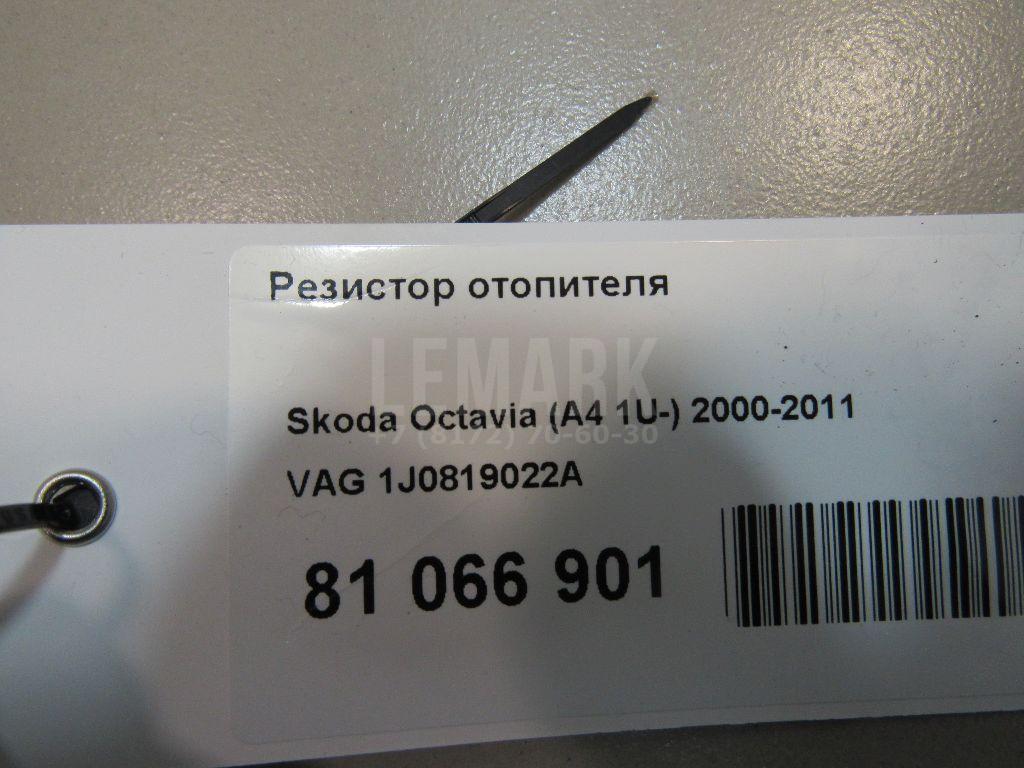 Резистор отопителя
LEMARK
Skoda Octavia (A4 1U-) 2000-2011
+7 (8172) 70-60-30
VAG 1J0819022A
81 066 901